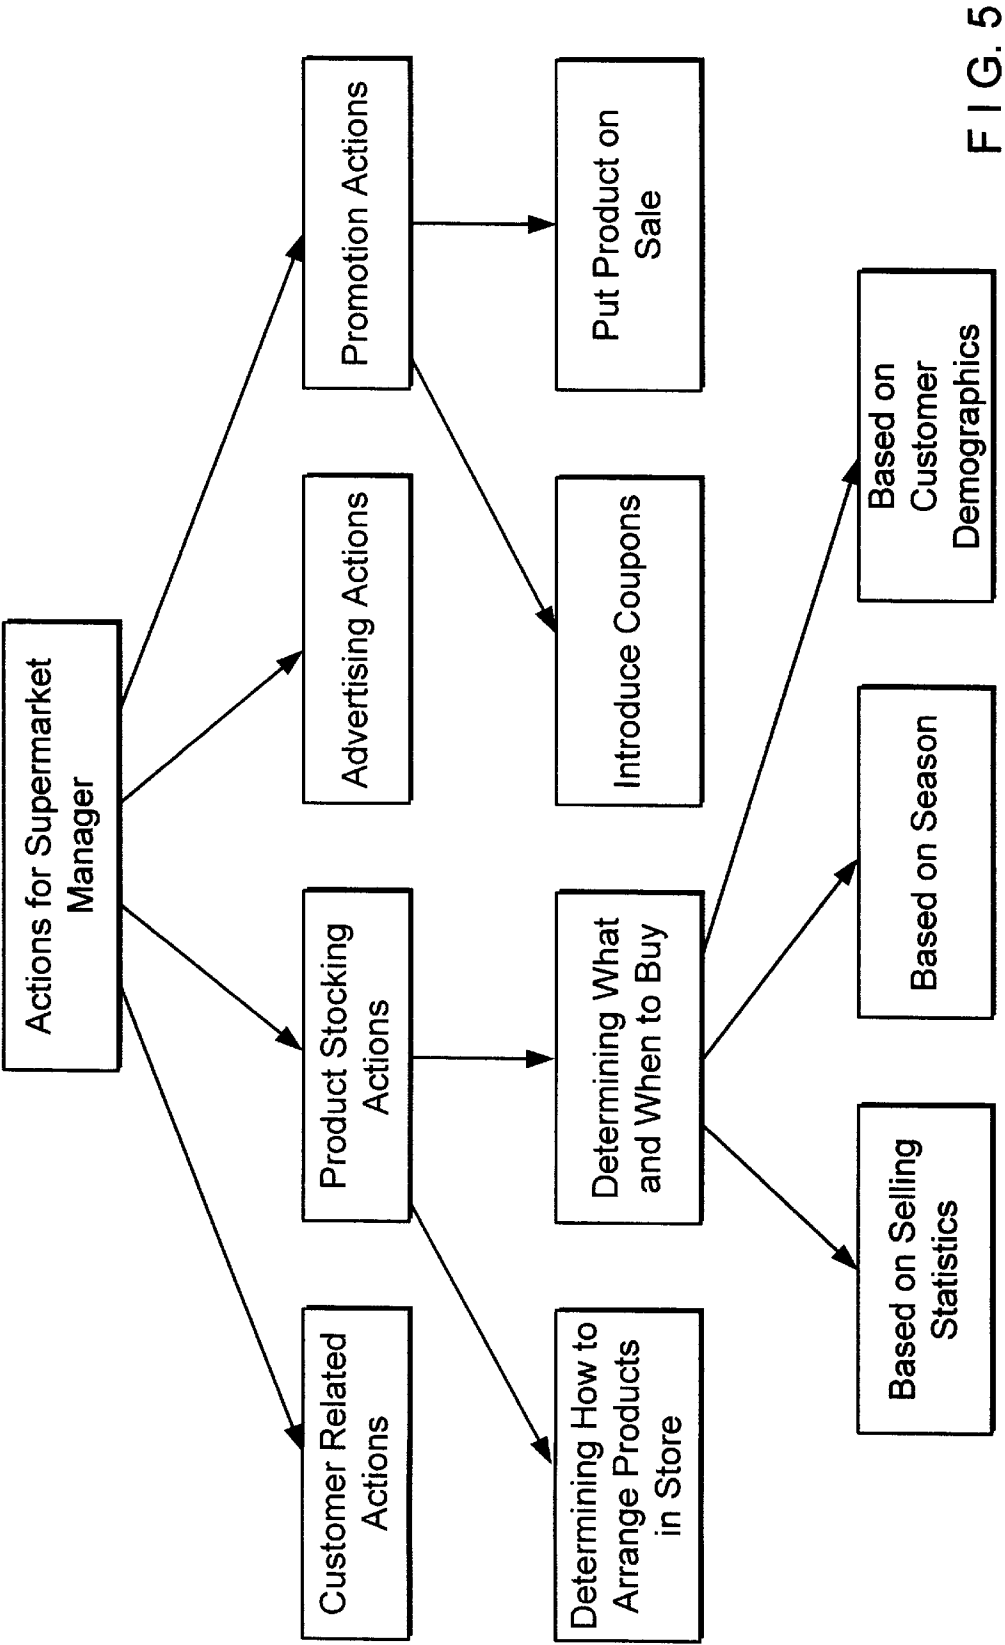 Actions for Supermarket
Manager
Customer Related
Actions
Product Stocking
Actions
Advertising Actions
Promotion Actions
Determining How to
Arrange Products
in Store
Determining What
and When to Buy
Introduce Coupons
Put Product on
Sale
Based on Selling
Statistics
Based on Season
Based on
Customer
Demographics
FIG. 5